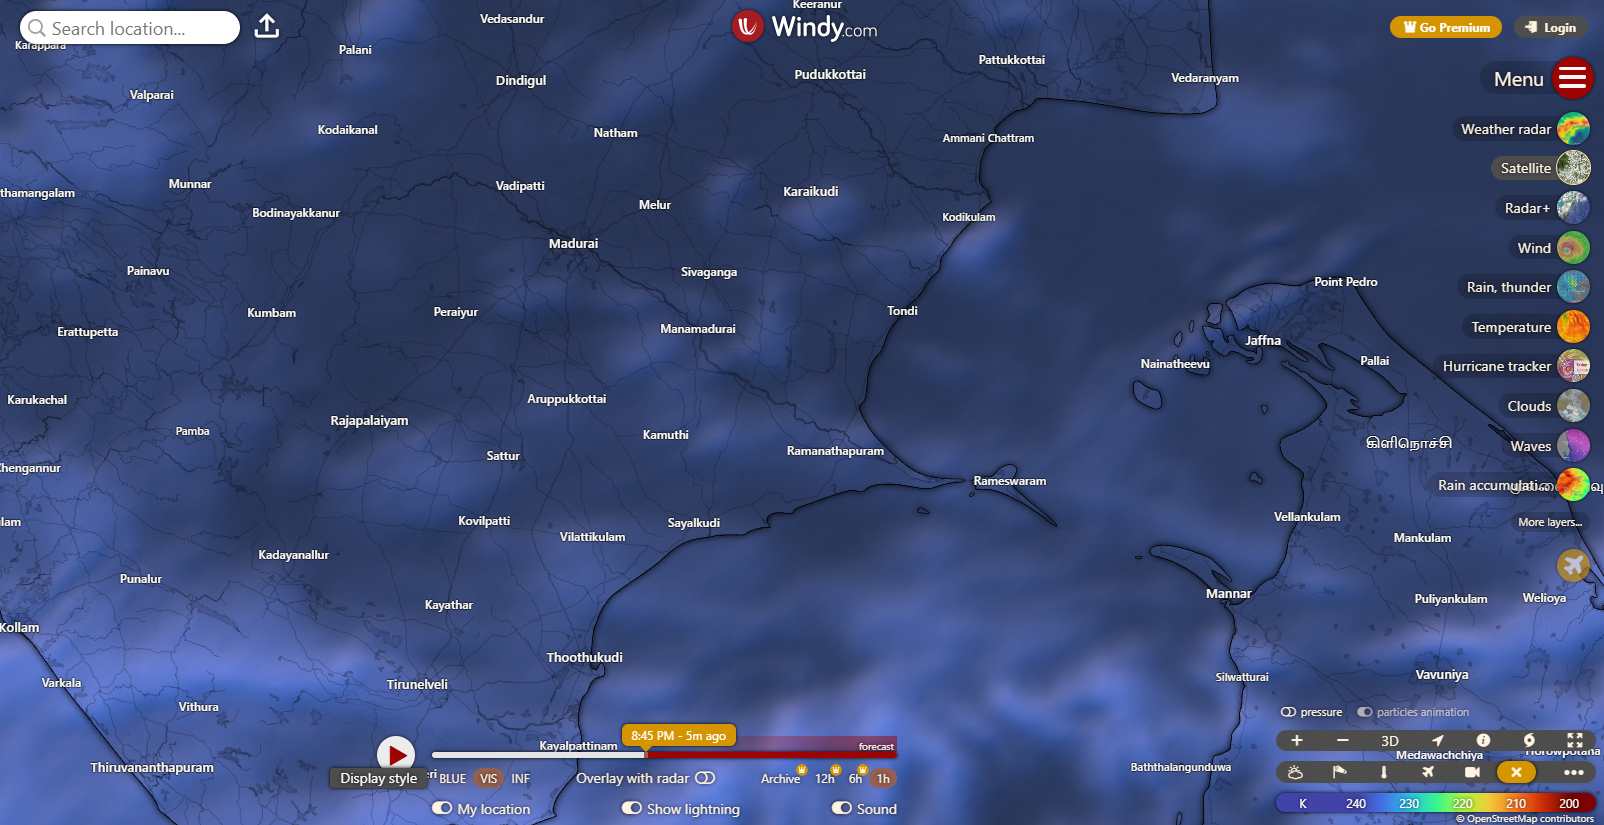 Search location...
Windy.com
Go Premium
Login
Menu
Weather radar
Satellite
Radar+
Wind
Rain, thunder
Temperature
Hurricane tracker
Clouds
Waves
Rain accumulati...
More layers...
Keeranur
Vedasandur
Karappara
Palani
Pattukkottai
Pudukkottai
Vedaranyam
Dindigul
Valparai
Kodaikanal
Natham
Ammani Chattram
Munnar
Vadipatti
Karaikudi
thamangalam
Melur
Bodinayakkanur
Kodikulam
Madurai
Painavu
Sivaganga
Point Pedro
Kumbam
Peraiyur
Tondi
Erattupetta
Manamadurai
Jaffna
Nainatheevu
Pallai
Karukachal
Aruppukkottai
Rajapalaiyam
Pamba
Kamuthi
கிளிநொச்சி
Sattur
Ramanathapuram
Chengannur
Rameswaram
lam
Kovilpatti
Sayalkudi
Vellankulam
Vilattikulam
Mankulam
Kadayanallur
Punalur
Kayathar
Mannar
Puliyankulam
Welioya
Kollam
Thoothukudi
Varkala
Tirunelveli
Silwatturai
Vavuniya
Vithura
Kayalpattinam
Thiruvananthapuram
Baththalangunduwa
Medawachchiya
Horowpotana
8:45 PM - 5m ago
forecast
Display style
eri
BLUE
VIS
INF
Overlay with radar
Archive
12h
6h
1h
My location
Show lightning
Sound
pressure
particles animation
3D
K 240 230 220 210 200
© OpenStreetMap contributors